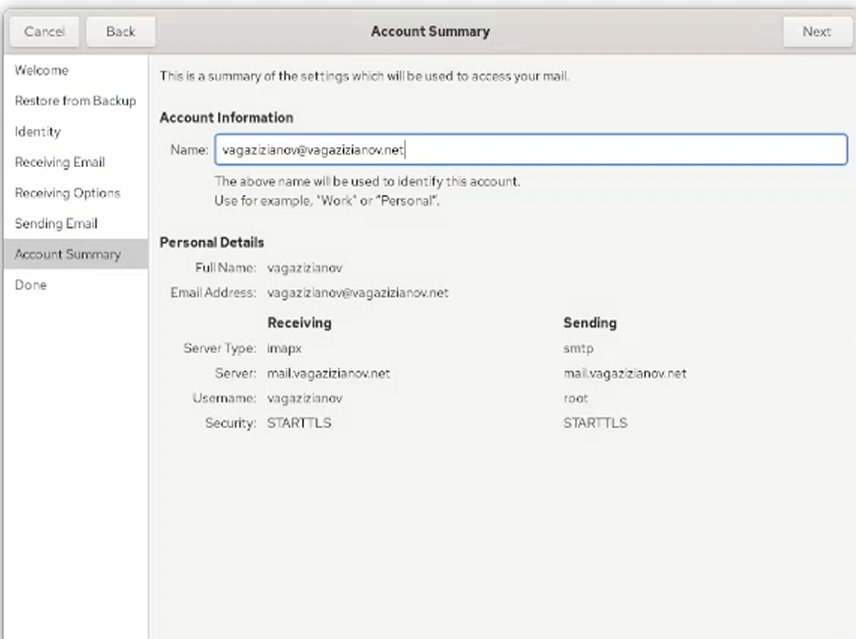 Cancel
Back
Account Summary
Next
Welcome
Restore from Backup
Identity
Receiving Email
Receiving Options
Sending Email
Account Summary
Done
This is a summary of the settings which will be used to access your mail.
Account Information
Name: vagazizianov@vagazizianov.net
The above name will be used to identify this account.
Use for example, "Work" or "Personal".
Personal Details
Full Name: vagazizianov
Email Address: vagazizianov@vagazizianov.net
Receiving Sending
Server Type: imapx smtp
Server: mail.vagazizianov.net mail.vagazizianov.net
Username: vagazizianov root
Security: STARTTLS STARTTLS